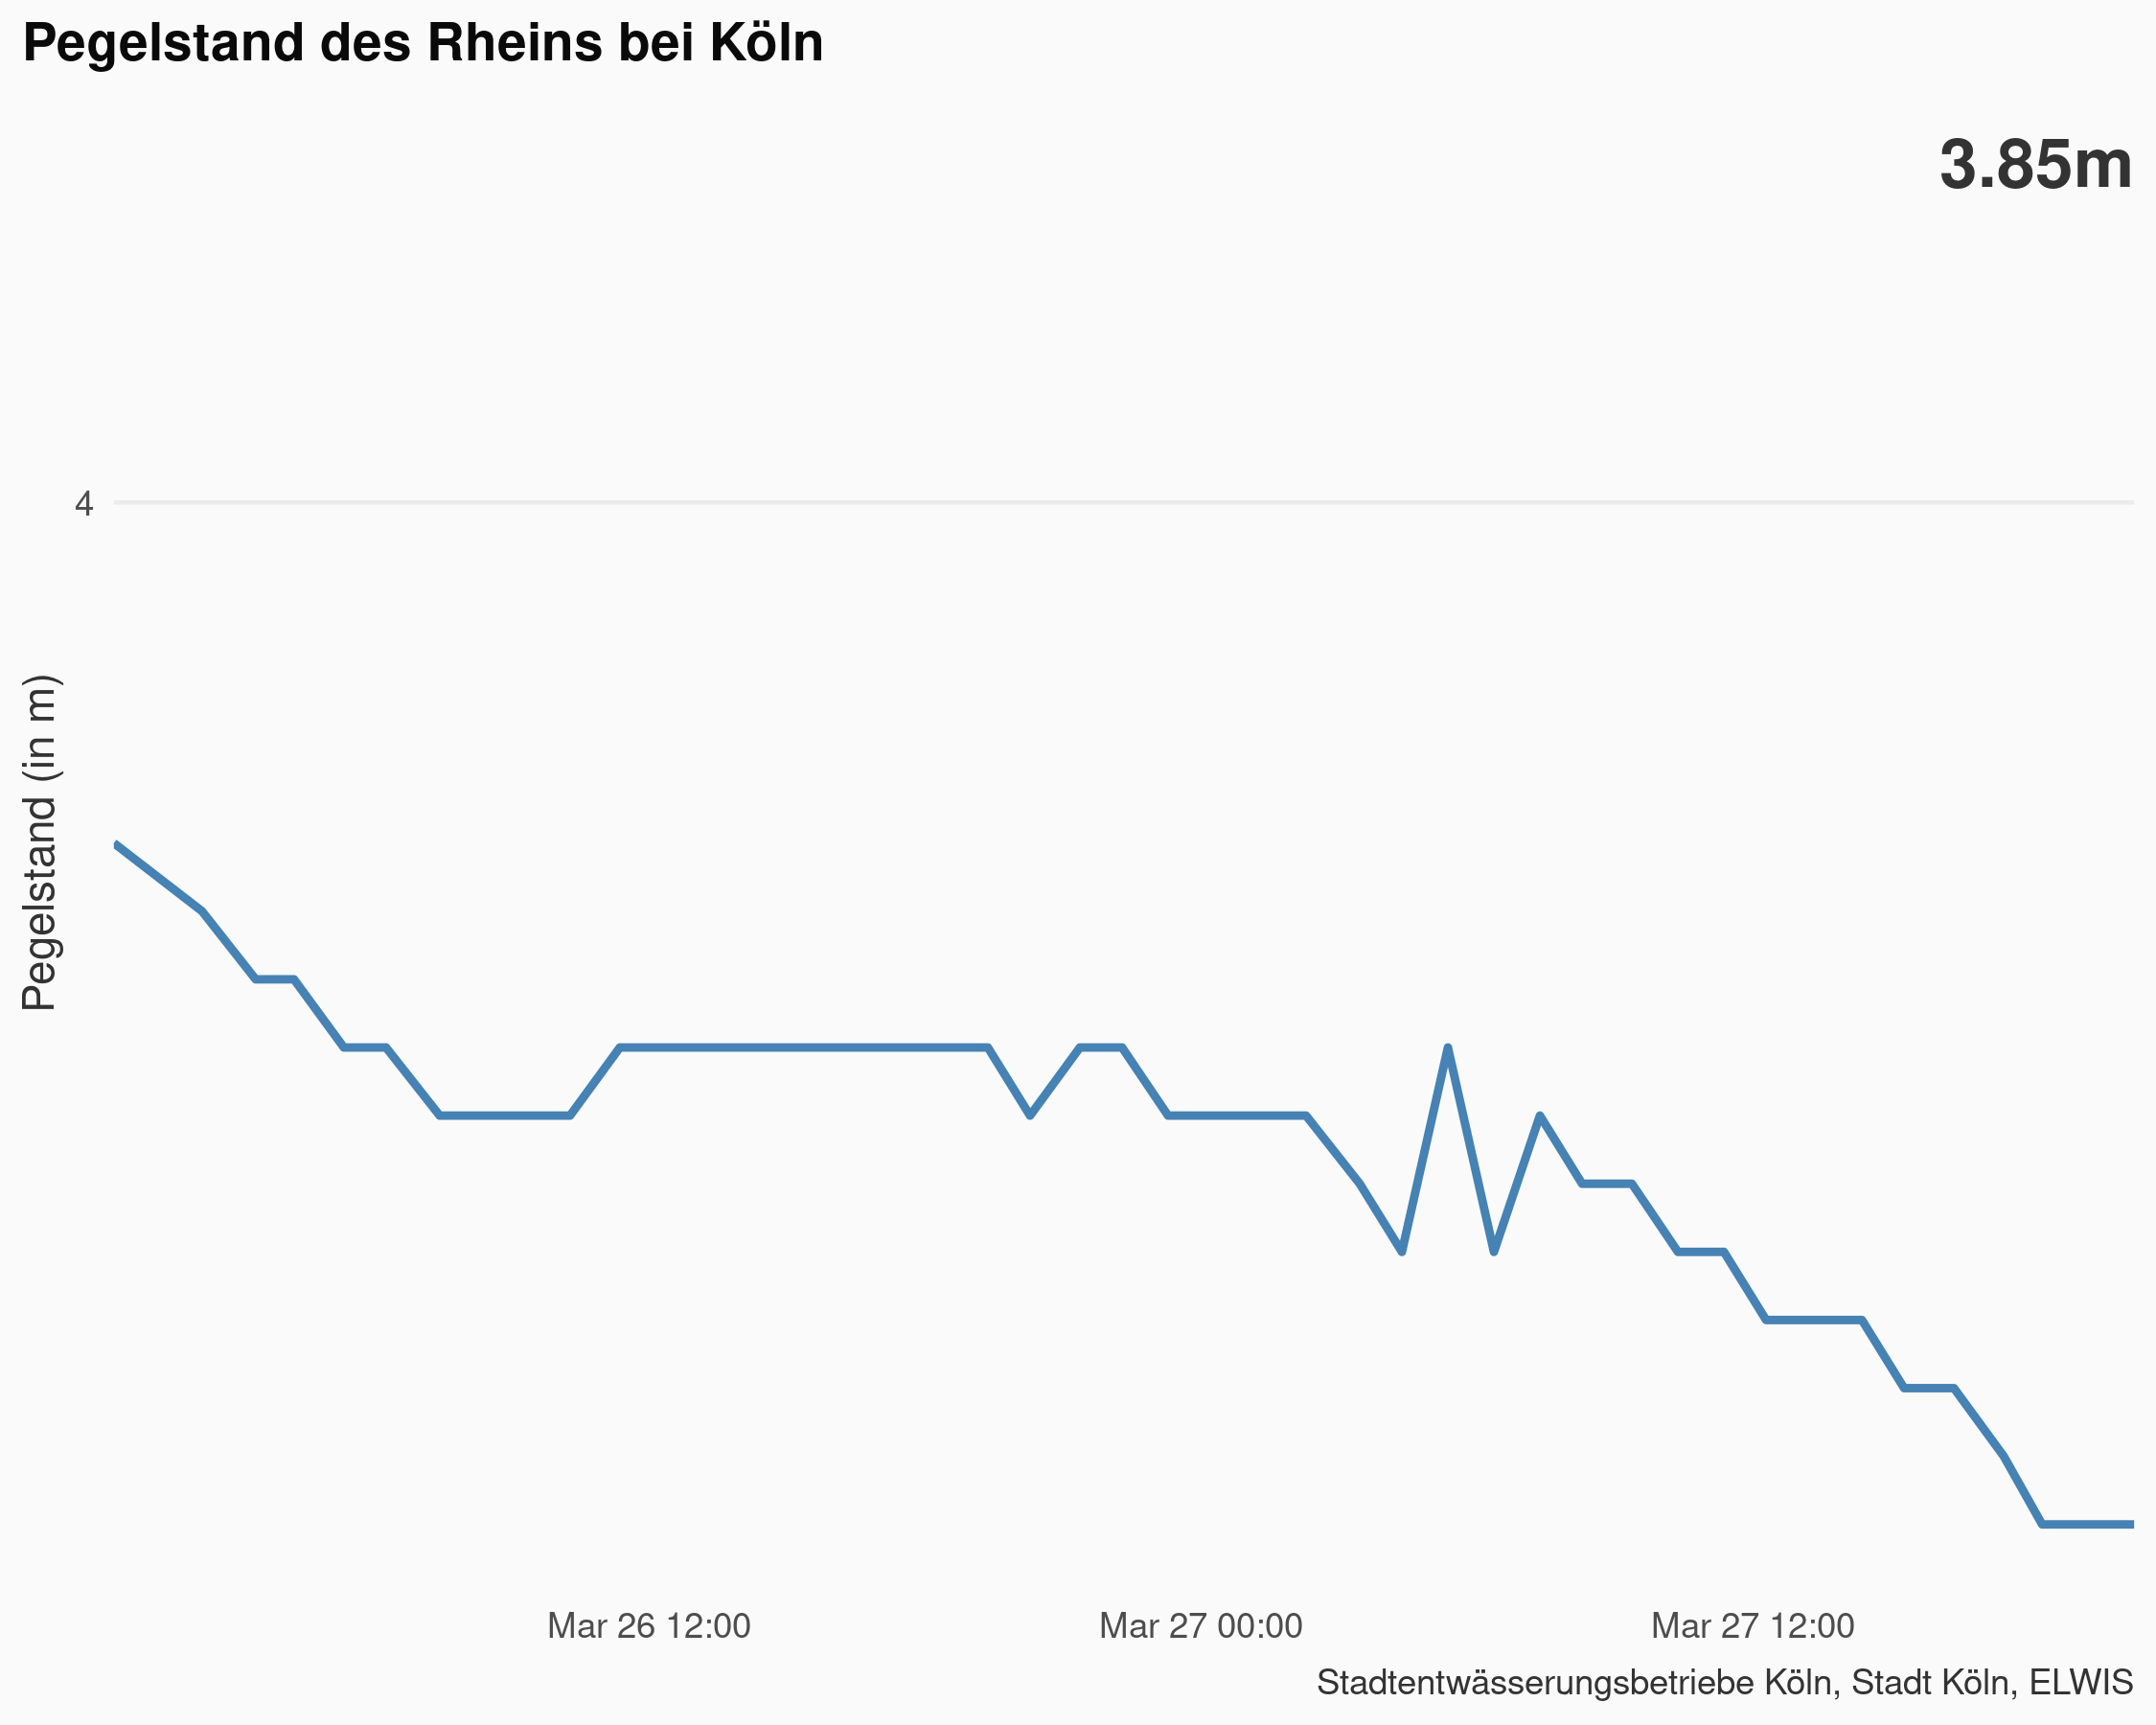 Pegelstand des Rheins bei Köln
3.85m
4
Pegelstand (in m)
Mar 26 12:00
Mar 27 00:00
Mar 27 12:00
Stadtentwässerungsbetriebe Köln, Stadt Köln, ELWIS